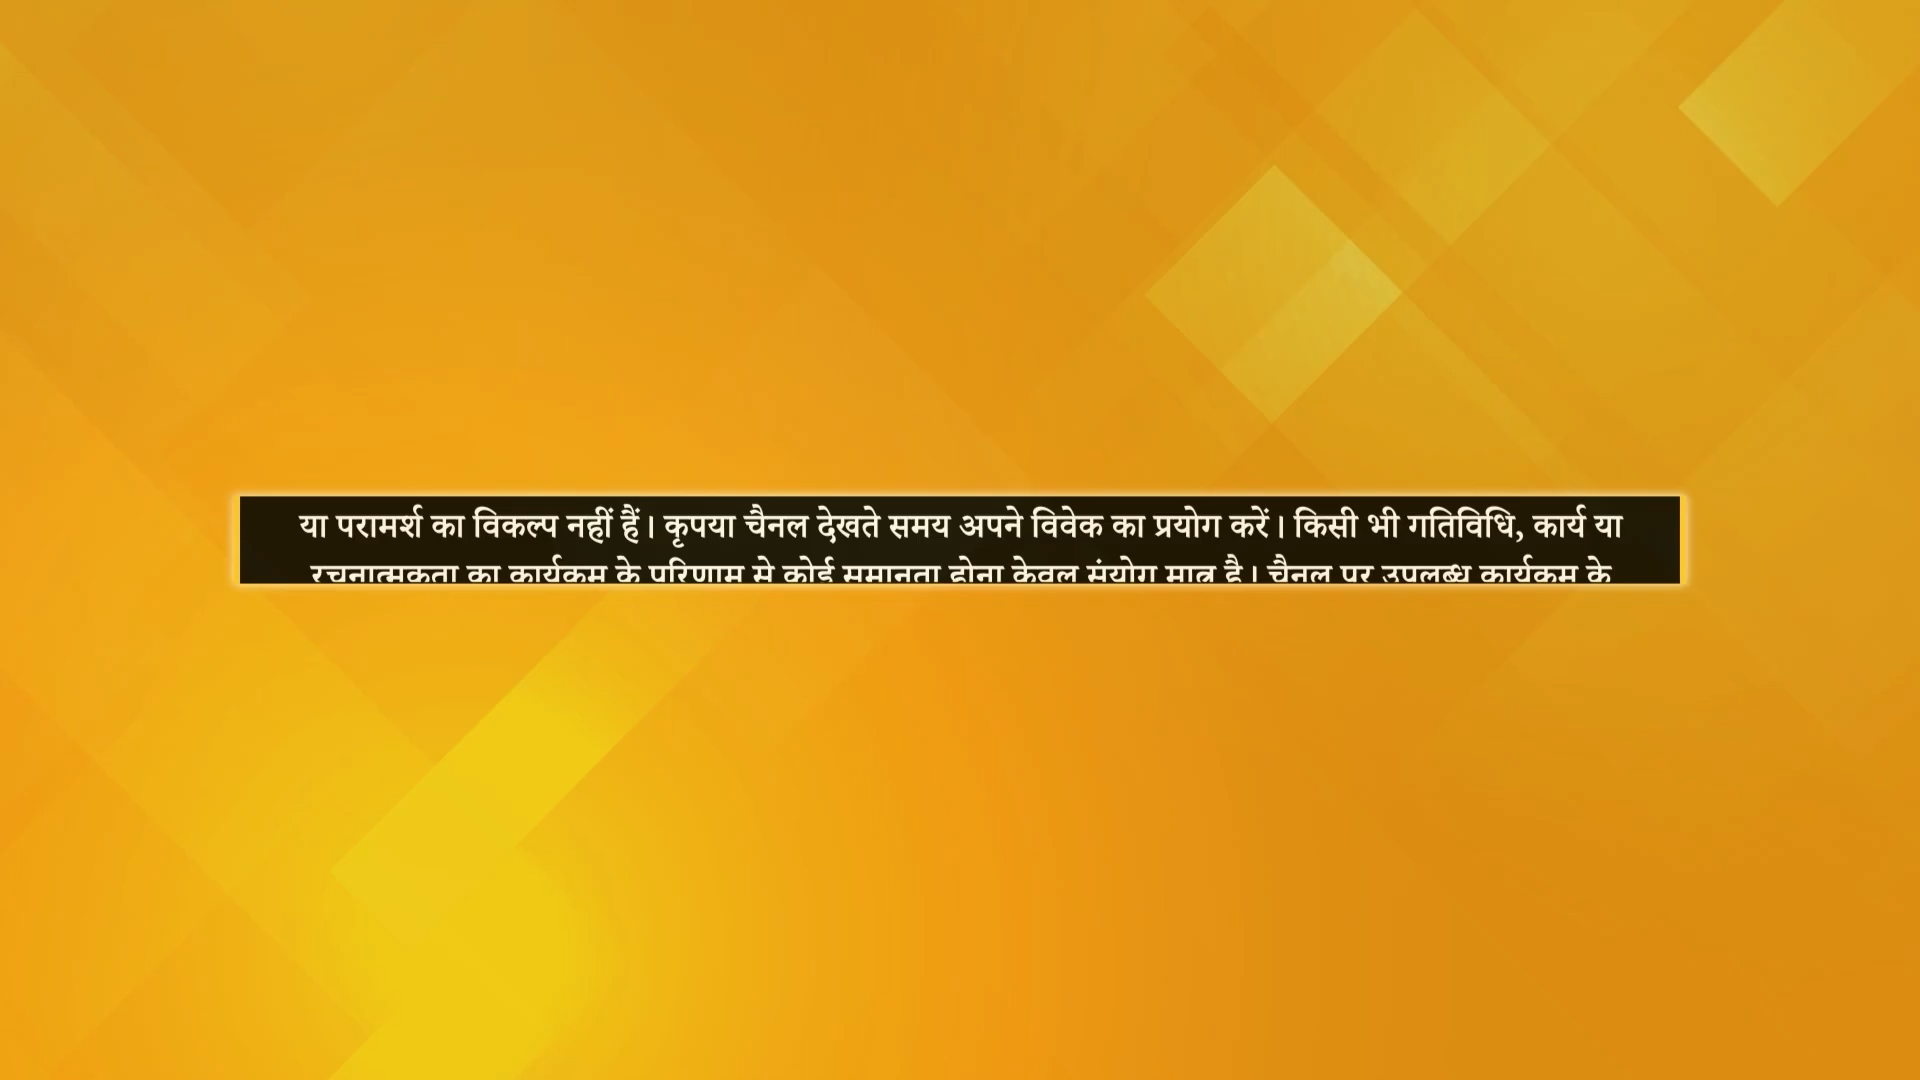 या परामर्श का विकल्प नहीं हैं। कृपया चैनल देखते समय अपने विवेक का प्रयोग करें। किसी भी गतिविधि, कार्य या
रचनात्मकता का कार्यक्रम के परिणाम से कोई समानता होना केवल संयोग मात्र है। चैनल पर उपलब्ध कार्यक्रम के